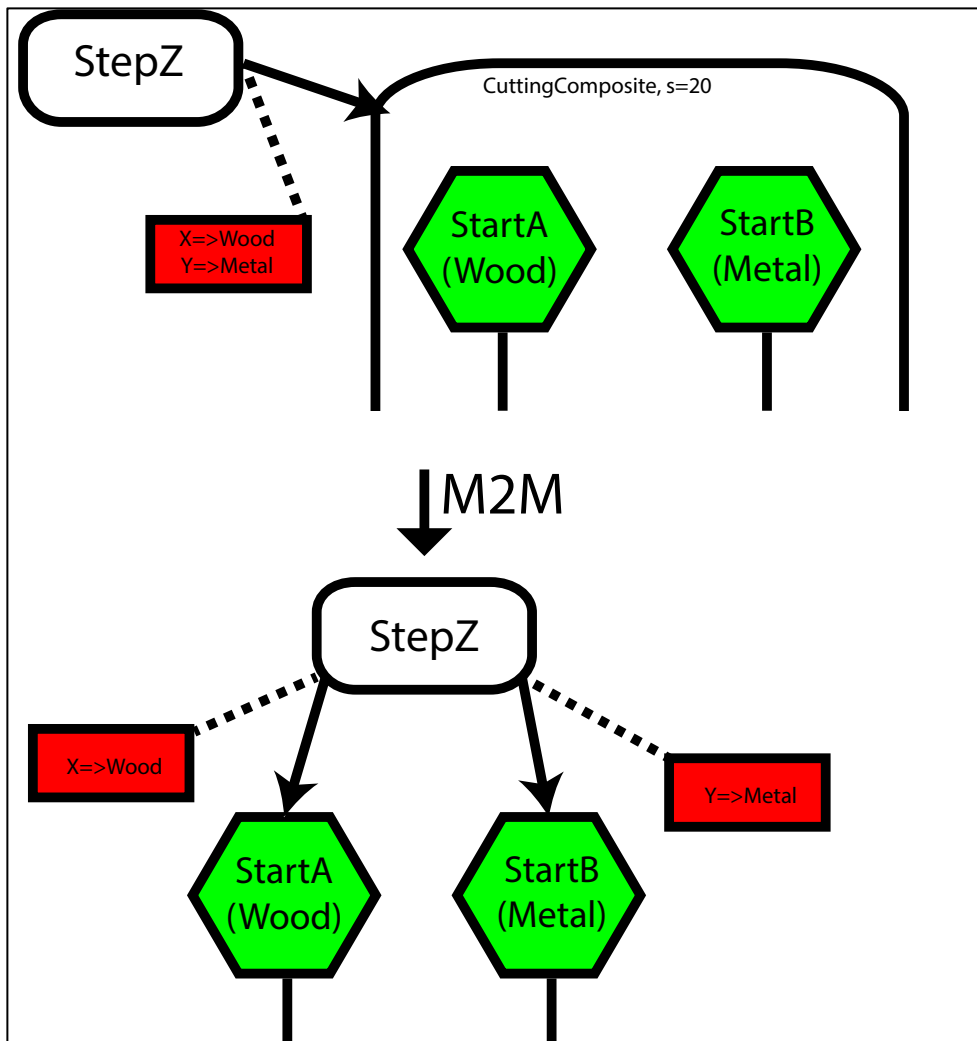 StepZ
CuttingComposite, s=20
X=>Wood
Y=>Metal
StartA
(Wood)
StartB
(Metal)
M2M
StepZ
X=>Wood
Y=>Metal
StartA
(Wood)
StartB
(Metal)